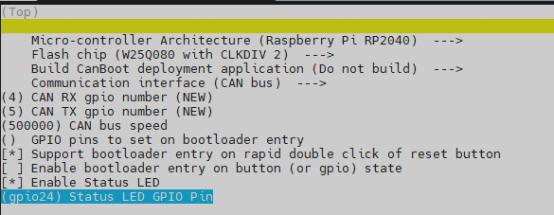 (Top)
Micro-controller Architecture (Raspberry Pi RP2040)  --->
Flash chip (W25Q080 with CLKDIV 2)  --->
Build CanBoot deployment application (Do not build)  --->
Communication interface (CAN bus)  --->
(4) CAN RX gpio number (NEW)
(5) CAN TX gpio number (NEW)
(500000) CAN bus speed
()  GPIO pins to set on bootloader entry
[*] Support bootloader entry on rapid double click of reset button
[ ] Enable bootloader entry on button (or gpio) state
[*] Enable Status LED
(gpio24) Status LED GPIO Pin